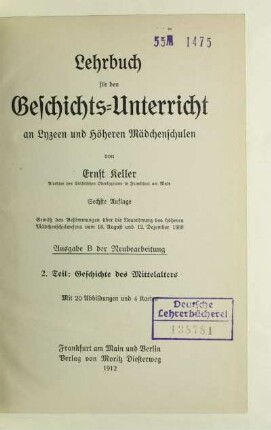 55A 1475
Lehrbuch
für den
Geschichts=Unterricht
an Lyzeen und Höheren Mädchenschulen
von
Ernst Keller
Direktor des Städtischen Oberlyzeums in Frankfurt am Main
Sechste Auflage
Gemäß den Bestimmungen über die Neuordnung des höheren
Mädchenschulwesens vom 18. August und 12. Dezember 1908
Ausgabe B der Neubearbeitung
2. Teil: Geschichte des Mittelalters
Mit 20 Abbildungen und 4 Karten
Deutsche
Lehrerbücherei
Frankfurt am Main und Berlin
Verlag von Moritz Diesterweg
1912